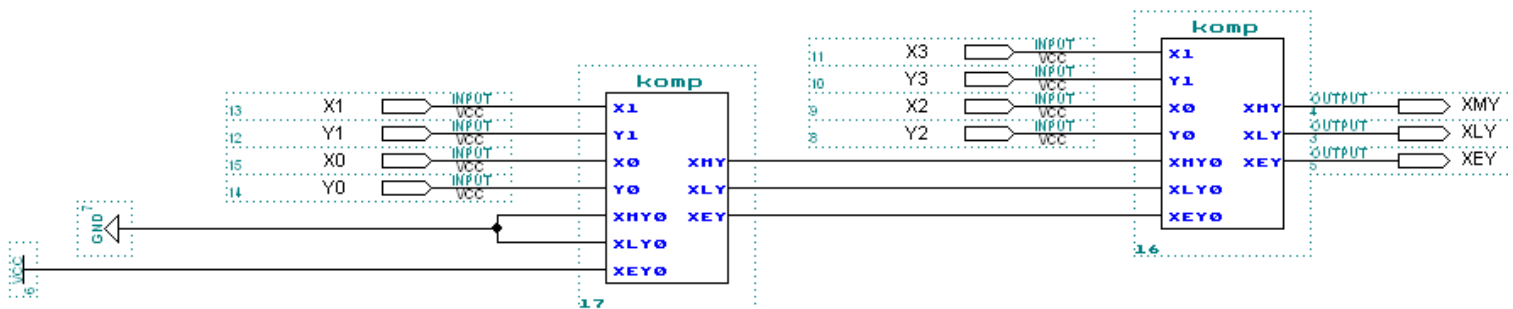 komp
X3 INPUT VCC 11
Y3 INPUT VCC 10
X2 INPUT VCC 9
Y2 INPUT VCC 8
X1
Y1
X0 XMY
Y0 XLY
XMY0 XEY
XLY0
XEY0
16
OUTPUT 4 XMY
OUTPUT 3 XLY
OUTPUT 5 XEY
komp
X1 INPUT VCC 13
Y1 INPUT VCC 12
X0 INPUT VCC 15
Y0 INPUT VCC 14
X1
Y1
X0 XMY
Y0 XLY
XMY0 XEY
XLY0
XEY0
17
GND 7
VCC 6